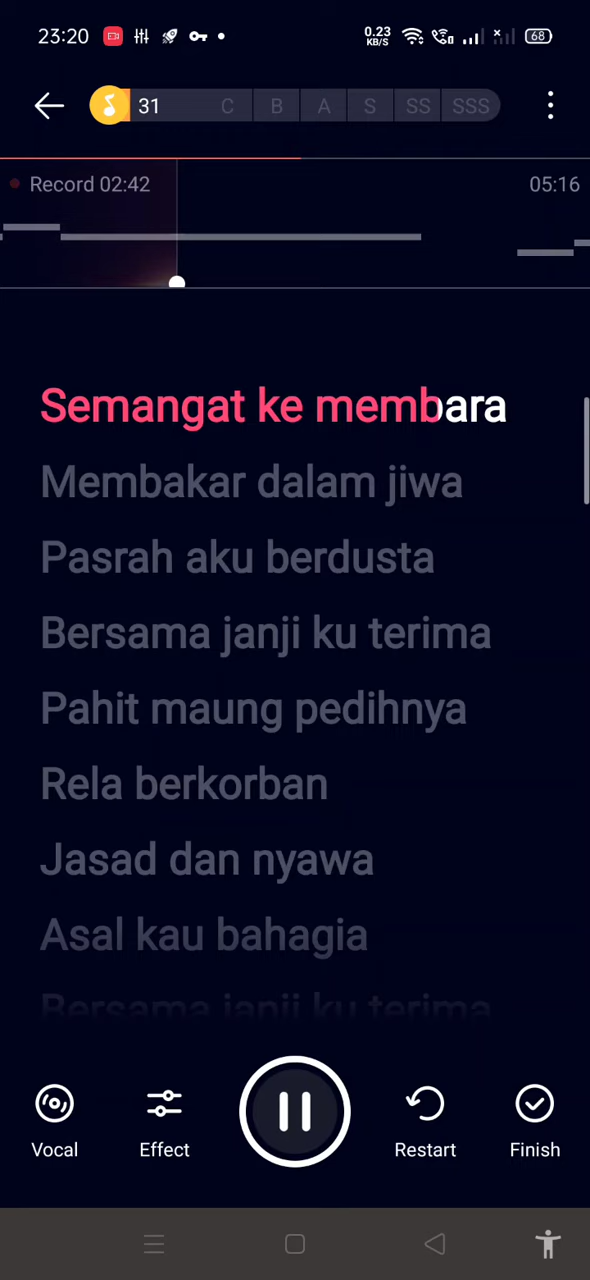 23:20 0.23 KB/S 68
31 C B A S SS SSS
Record 02:42 05:16
Semangat ke membara
Membakar dalam jiwa
Pasrah aku berdusta
Bersama janji ku terima
Pahit maung pedihnya
Rela berkorban
Jasad dan nyawa
Asal kau bahagia
Bersama janji ku terima
Vocal Effect Restart Finish